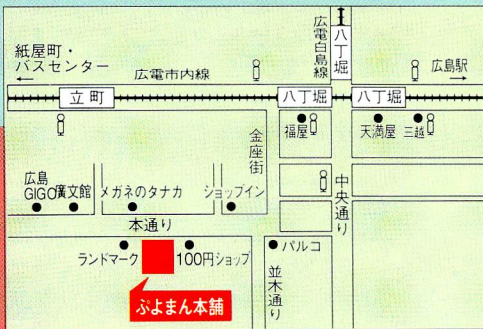 紙屋町・
バスセンター
広電市内線
広電白島線
八丁堀
広島駅
立町
八丁堀
八丁堀
福屋
天満屋
三越
金座街
中央通り
広島
GIGO
廣文館
メガネのタナカ
ショップイン
本通り
ランドマーク
100円ショップ
パルコ
並木通り
ぷよまん本舗